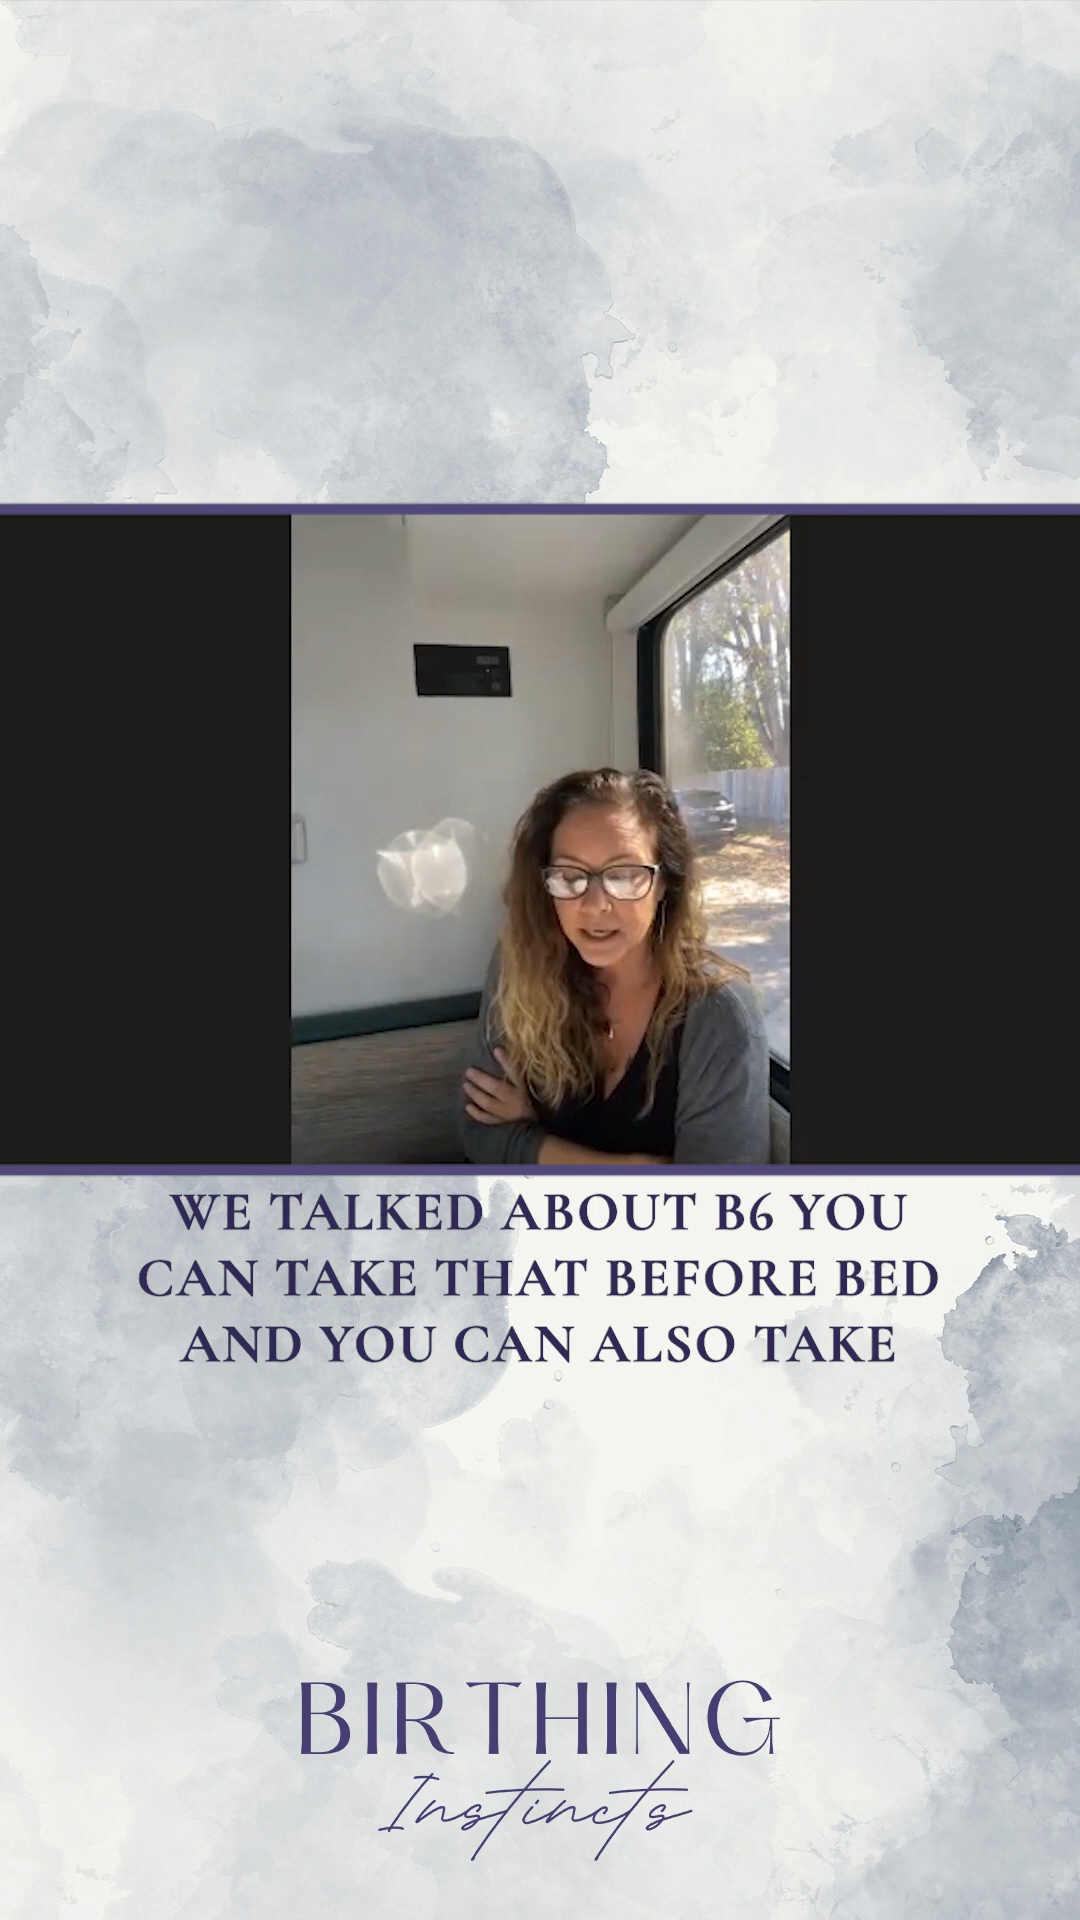 WE TALKED ABOUT B6 YOU
CAN TAKE THAT BEFORE BED
AND YOU CAN ALSO TAKE
BIRTHING
Instincts